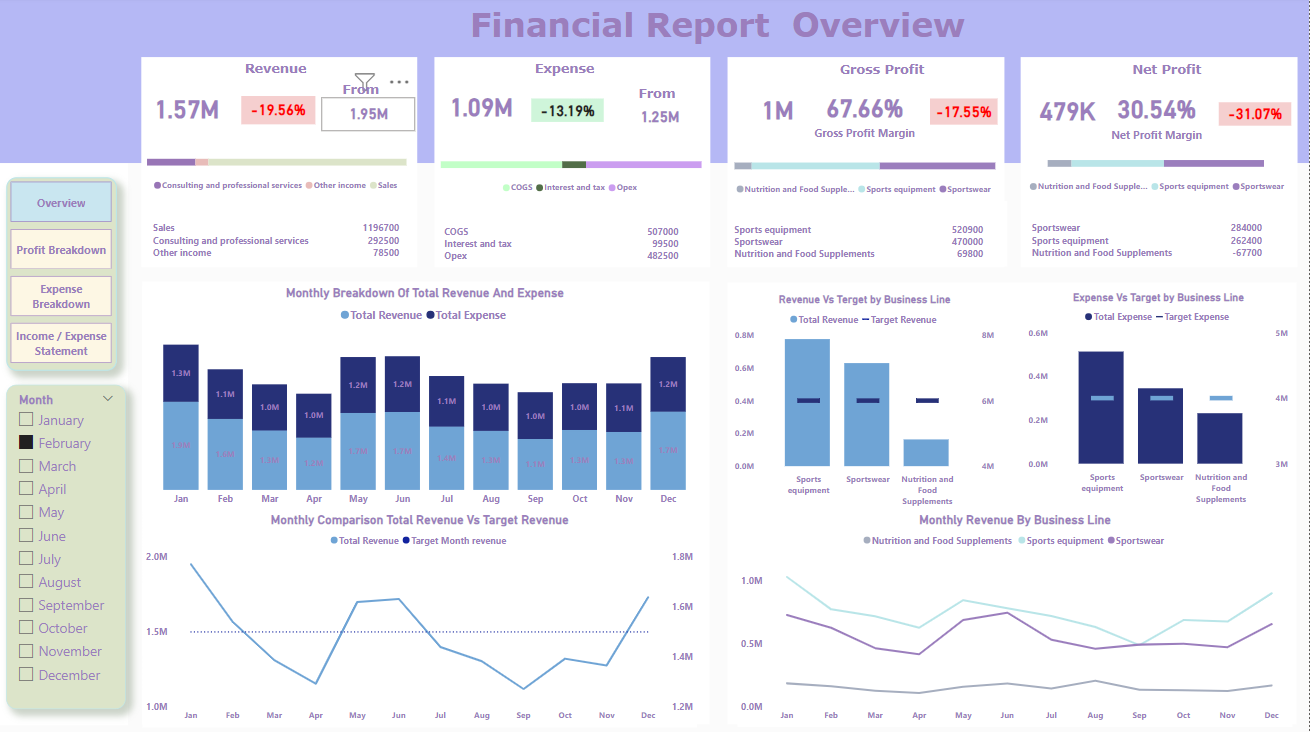 Financial Report  Overview
Revenue
From
1.57M
-19.56%
1.95M
Consulting and professional services Other income Sales
Sales 1196700
Consulting and professional services 292500
Other income 78500
Expense
From
1.09M
-13.19%
1.25M
COGS Interest and tax Opex
COGS 507000
Interest and tax 99500
Opex 482500
Gross Profit
1M
67.66%
-17.55%
Gross Profit Margin
Nutrition and Food Supple... Sports equipment Sportswear
Sports equipment 520900
Sportswear 470000
Nutrition and Food Supplements 69800
Net Profit
479K
30.54%
-31.07%
Net Profit Margin
Nutrition and Food Supple... Sports equipment Sportswear
Sportswear 284000
Sports equipment 262400
Nutrition and Food Supplements -67700
Overview
Profit Breakdown
Expense
Breakdown
Income / Expense
Statement
Month
January
February
March
April
May
June
July
August
September
October
November
December
Monthly Breakdown Of Total Revenue And Expense
Total Revenue Total Expense
1.3M 1.1M 1.0M 1.0M 1.2M 1.2M 1.1M 1.0M 1.0M 1.0M 1.1M 1.2M
Jan Feb Mar Apr May Jun Jul Aug Sep Oct Nov Dec
Revenue Vs Terget by Business Line
Total Revenue Target Revenue
0.8M 8M
0.6M
0.4M 6M
0.2M
0.0M 4M
Sports
equipment
Sportswear
Nutrition and
Food
Supplements
Expense Vs Target by Business Line
Total Expense Target Expense
0.6M 5M
0.4M
4M
0.2M
0.0M 3M
Sports
equipment
Sportswear
Nutrition and
Food
Supplements
Monthly Comparison Total Revenue Vs Target Revenue
Total Revenue Target Month revenue
2.0M 1.8M
1.6M
1.5M
1.4M
1.0M 1.2M
Jan Feb Mar Apr May Jun Jul Aug Sep Oct Nov Dec
Monthly Revenue By Business Line
Nutrition and Food Supplements Sports equipment Sportswear
1.0M
0.5M
0.0M
Jan Feb Mar Apr May Jun Jul Aug Sep Oct Nov Dec